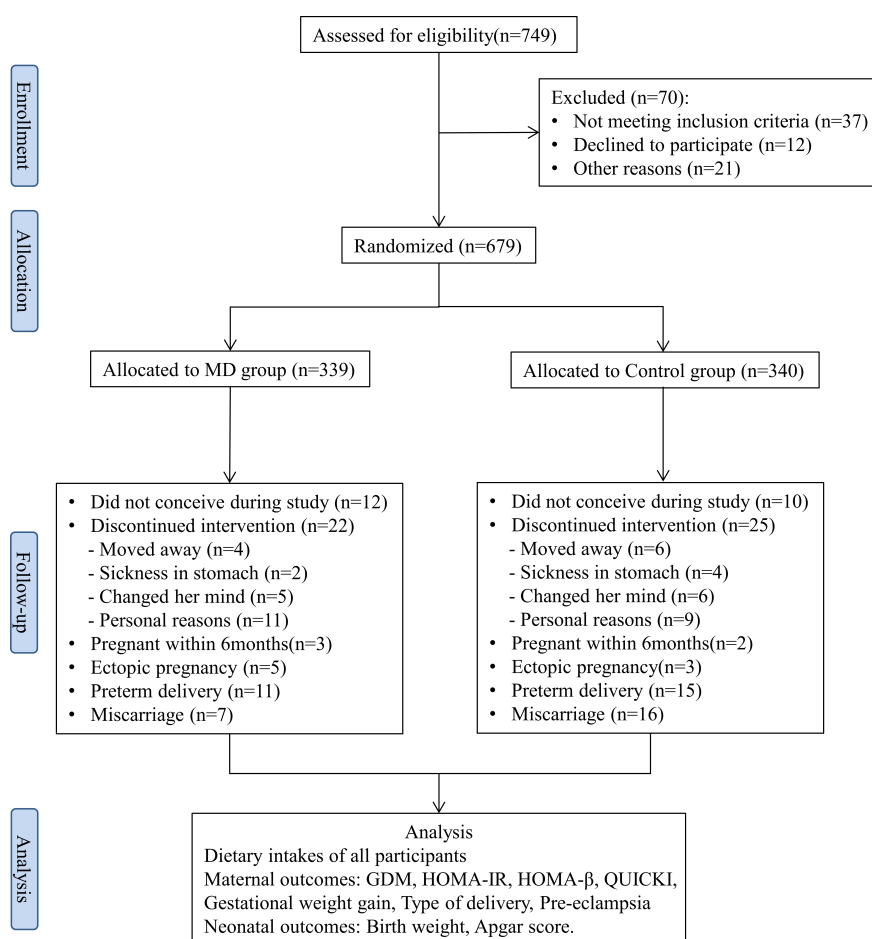 Assessed for eligibility(n=749)
Enrollment
Excluded (n=70):
• Not meeting inclusion criteria (n=37)
• Declined to participate (n=12)
• Other reasons (n=21)
Allocation
Randomized (n=679)
Allocated to MD group (n=339)
Allocated to Control group (n=340)
Follow-up
• Did not conceive during study (n=12)
• Discontinued intervention (n=22)
- Moved away (n=4)
- Sickness in stomach (n=2)
- Changed her mind (n=5)
- Personal reasons (n=11)
• Pregnant within 6months(n=3)
• Ectopic pregnancy (n=5)
• Preterm delivery (n=11)
• Miscarriage (n=7)
• Did not conceive during study (n=10)
• Discontinued intervention (n=25)
- Moved away (n=6)
- Sickness in stomach (n=4)
- Changed her mind (n=6)
- Personal reasons (n=9)
• Pregnant within 6months(n=2)
• Ectopic pregnancy(n=3)
• Preterm delivery (n=15)
• Miscarriage (n=16)
Analysis
Analysis
Dietary intakes of all participants
Maternal outcomes: GDM, HOMA-IR, HOMA-β, QUICKI,
Gestational weight gain, Type of delivery, Pre-eclampsia
Neonatal outcomes: Birth weight, Apgar score.